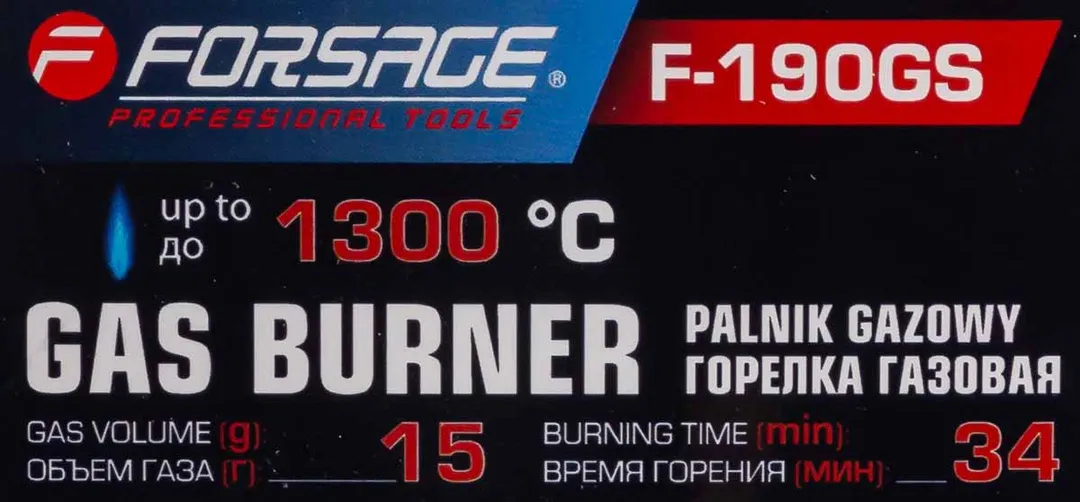 F FORSAGE®
PROFESSIONAL TOOLS
F-190GS
up to
до
1300 °C
GAS BURNER
PALNIK GAZOWY
ГОРЕЛКА ГАЗОВАЯ
GAS VOLUME (g)
ОБЪЕМ ГАЗА (Г)
15
BURNING TIME (min)
ВРЕМЯ ГОРЕНИЯ (МИН)
34